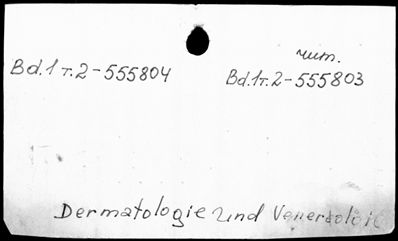 чит.
Bd.1 т.2-555804 Bd.1т.2-555803
Dermatologie und Venerologie